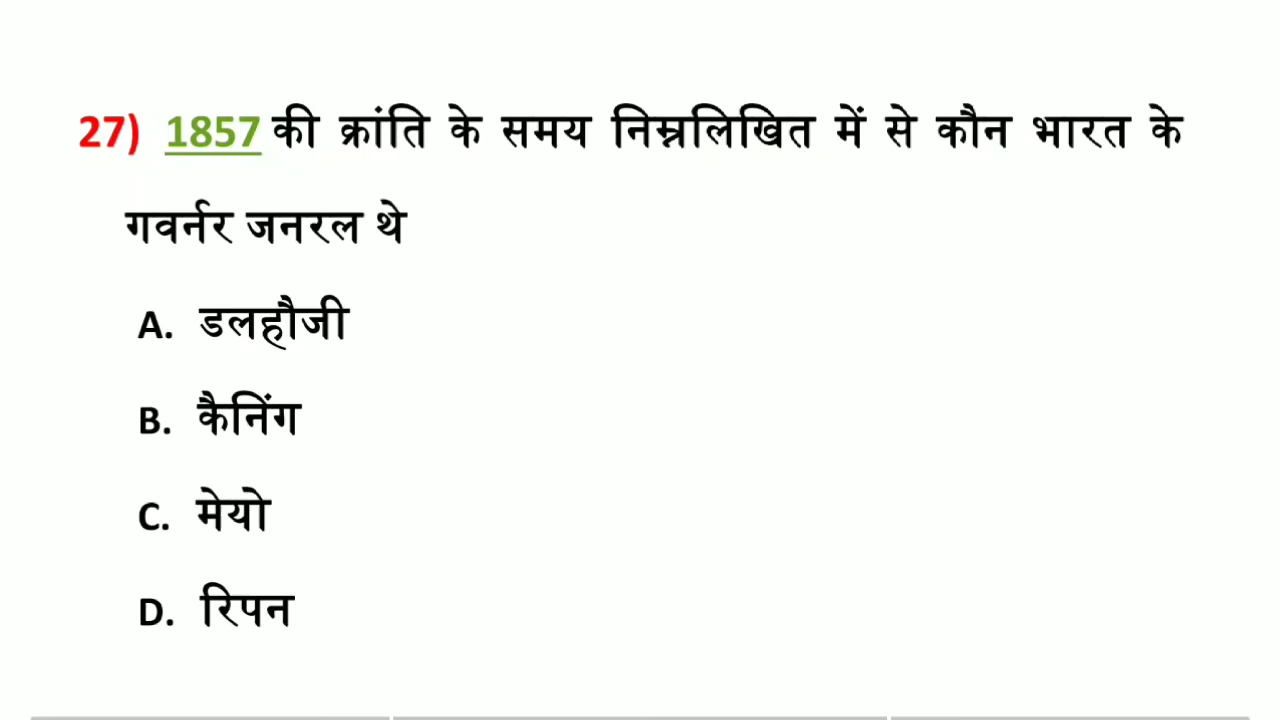 27) 1857 की क्रांति के समय निम्नलिखित में से कौन भारत के
गवर्नर जनरल थे
A. डलहौजी
B. कैनिंग
C. मेयो
D. रिपन